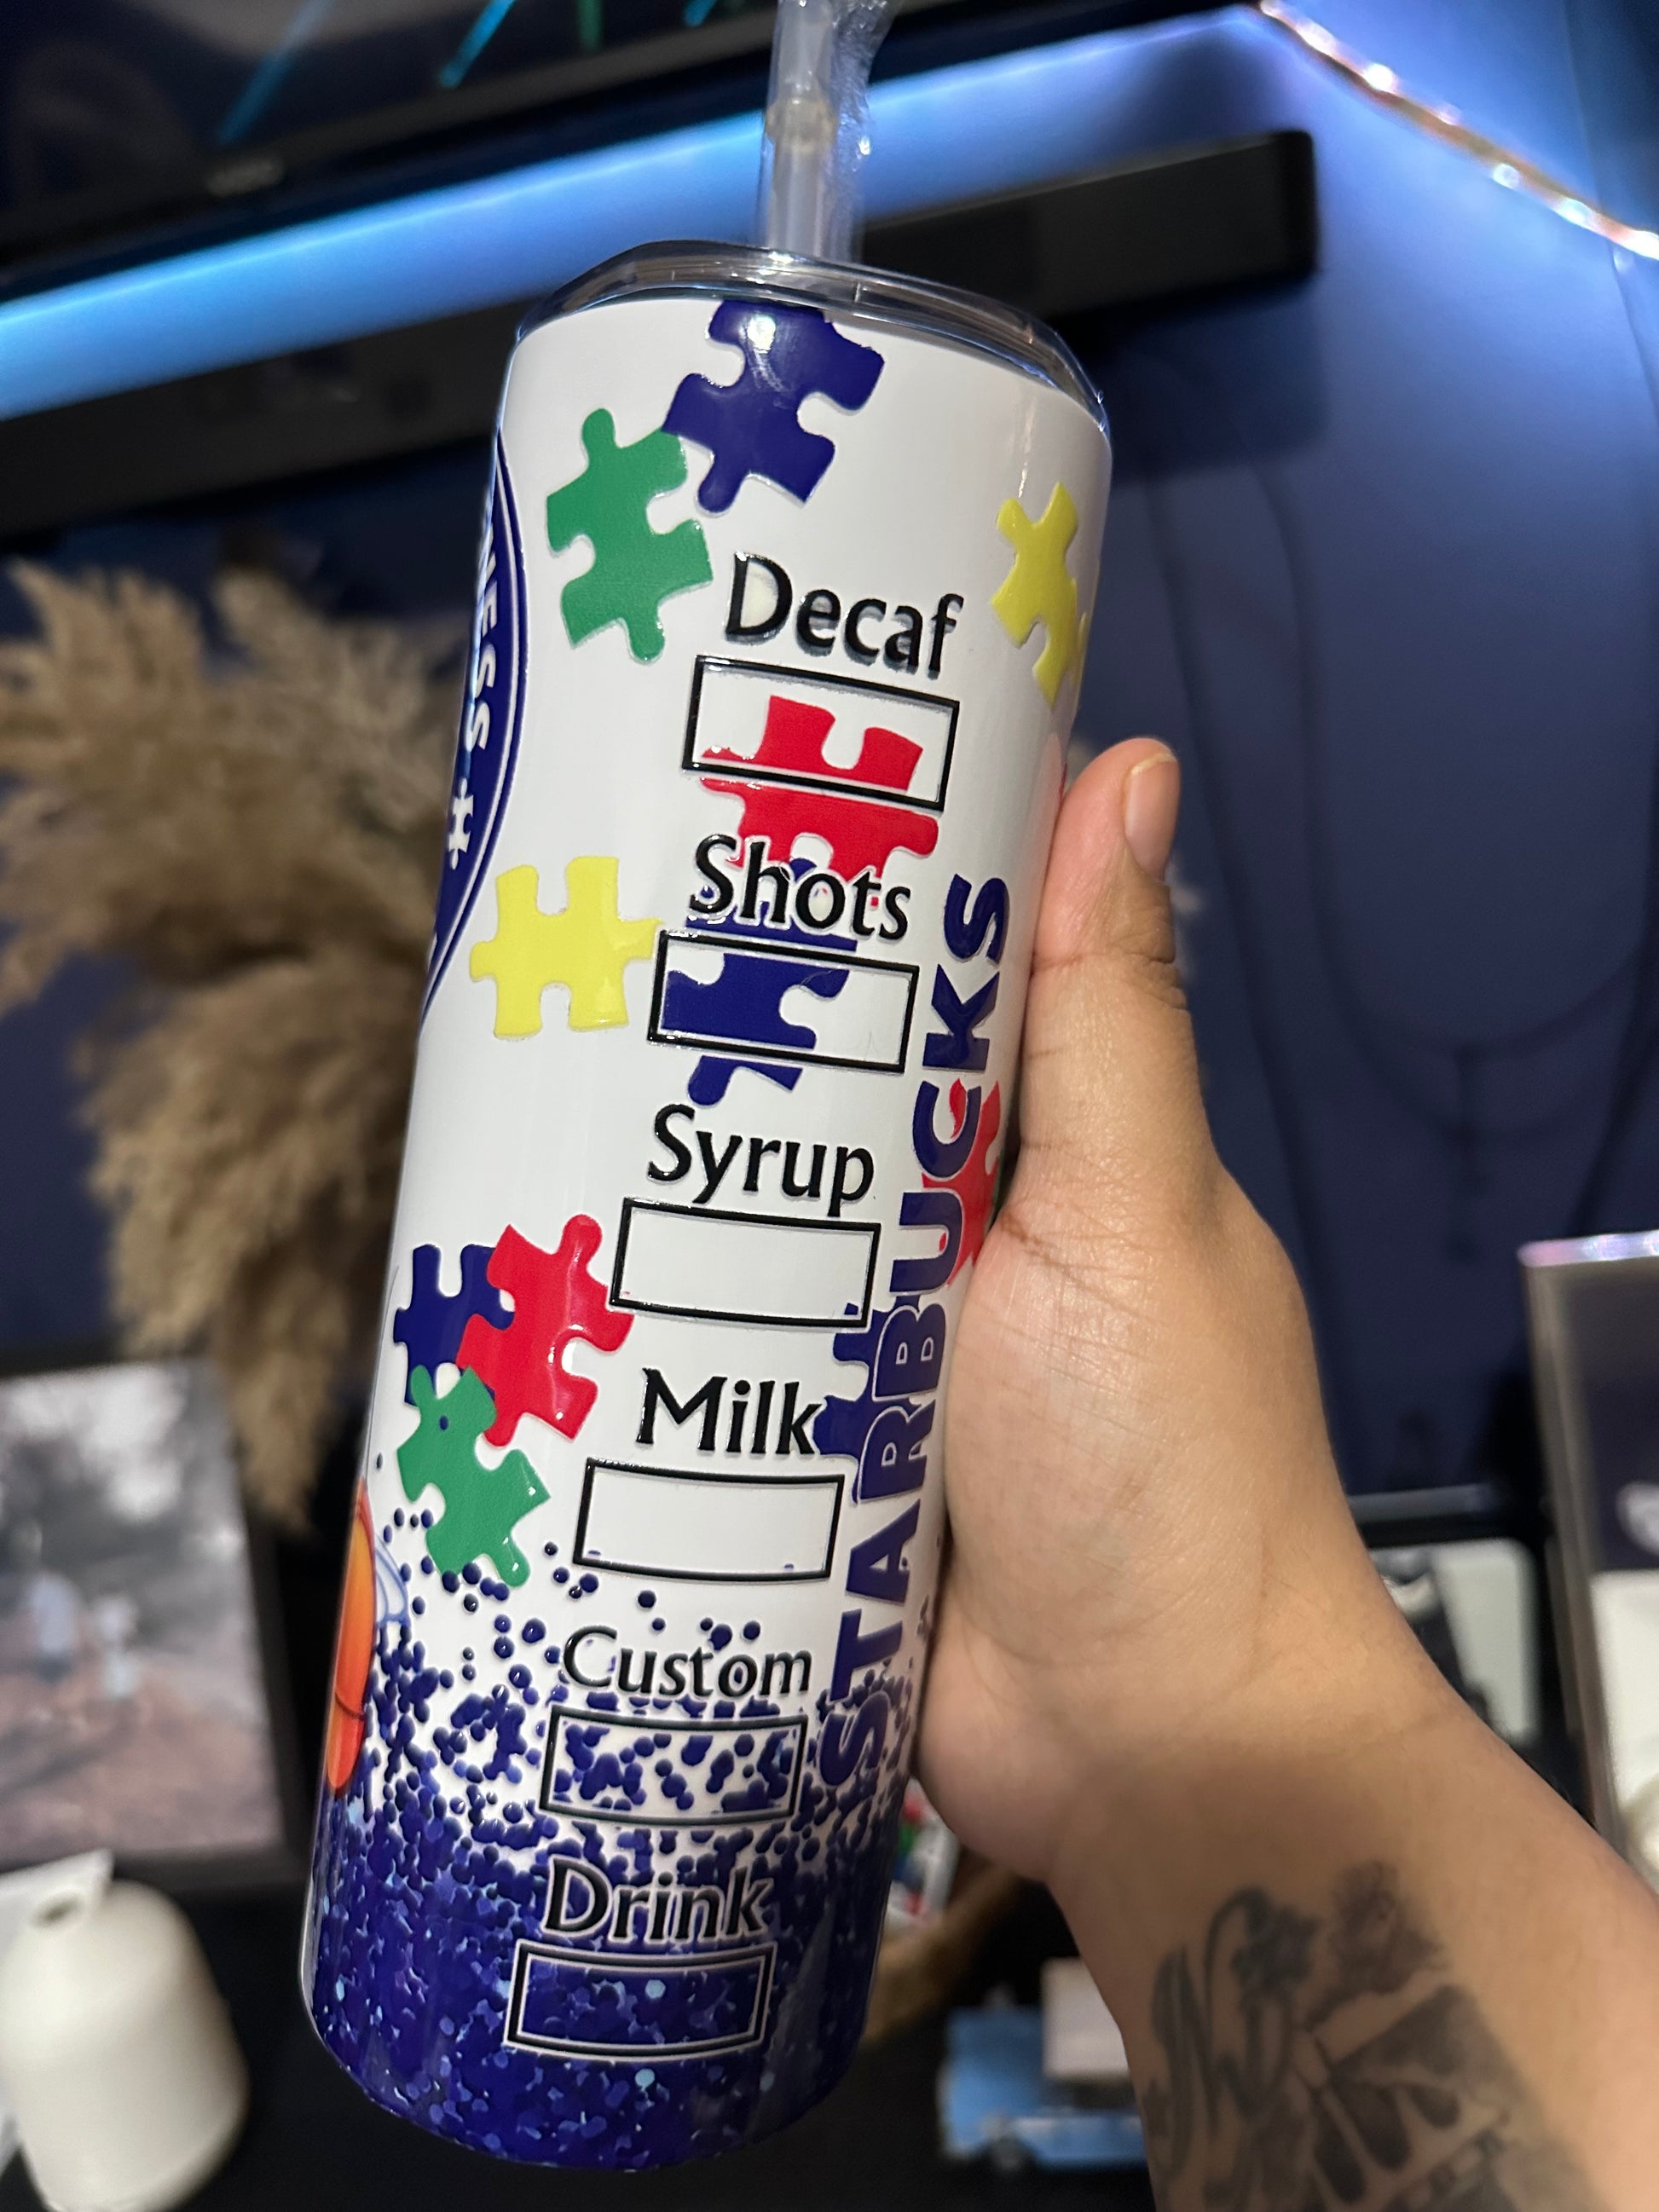 Decaf
Shots
Syrup
Milk
Custom
Drink
STARBUCKS